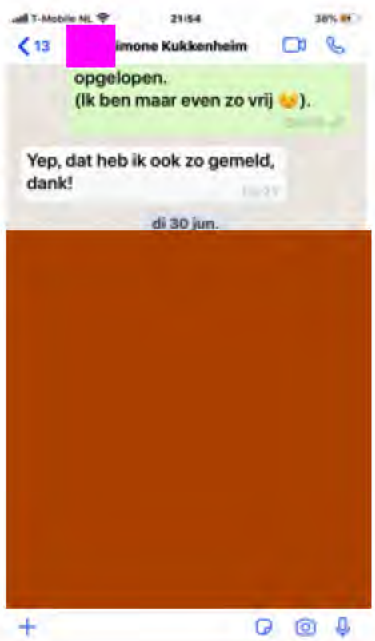 T-Mobile NL 21:54 38%
13 imone Kukkenheim
opgelopen.
(Ik ben maar even zo vrij 😉).
Yep, dat heb ik ook zo gemeld,
dank!
di 30 jun.